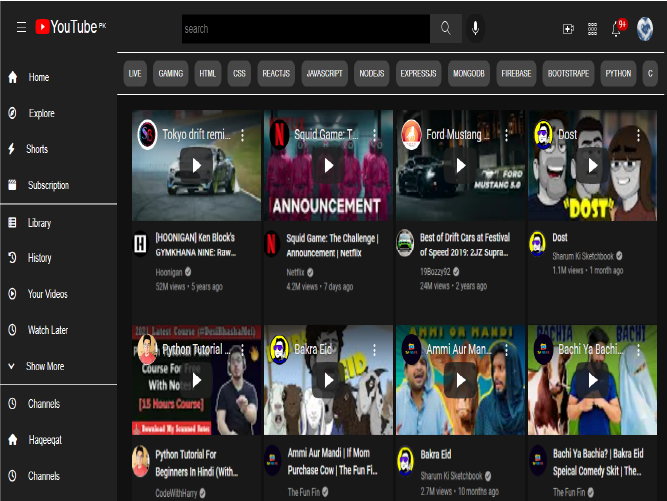 YouTube PK
search
9+
Home
Explore
Shorts
Subscription
Library
History
Your Videos
Watch Later
Show More
Channels
Haqeeqat
Channels
LIVE GAMING HTML CSS REACTJS JAVASCRIPT NODEJS EXPRESSJS MONGODB FIREBASE BOOTSTRAPE PYTHON C
Tokyo drift remi...
[HOONIGAN] Ken Block's
GYMKHANA NINE: Raw...
Hoonigan
52M views • 5 years ago
Squid Game: T...
ANNOUNCEMENT
Squid Game: The Challenge |
Announcement | Netflix
Netflix
4.2M views • 7 days ago
Ford Mustang ...
FORD
MUSTANG 5.0
Best of Drift Cars at Festival
of Speed 2019: 2JZ Supra...
19Bozzy92
24M views • 2 years ago
Dost
"DOST"
Dost
Sharum Ki Sketchbook
1.1M views • 1 month ago
2021 Latest Course (#DesiBhashaMei)
Python Tutorial
Course For
With No
[15 Hours Course]
Download My Scanned Notes
Python Tutorial For
Beginners In Hindi (With...
CodeWithHarry
Bakra Eid
EID
Ammi Aur Mandi | If Mom
Purchase Cow | The Fun Fi...
The Fun Fin
AMMI OR MANDI
Ammi Aur Man...
Bakra Eid
Sharum Ki Sketchbook
2.7M views • 10 months ago
BACHIA YA BACHI
Bachi Ya Bachi...
Bachi Ya Bachia? | Bakra Eid
Speical Comedy Skit | The...
The Fun Fin